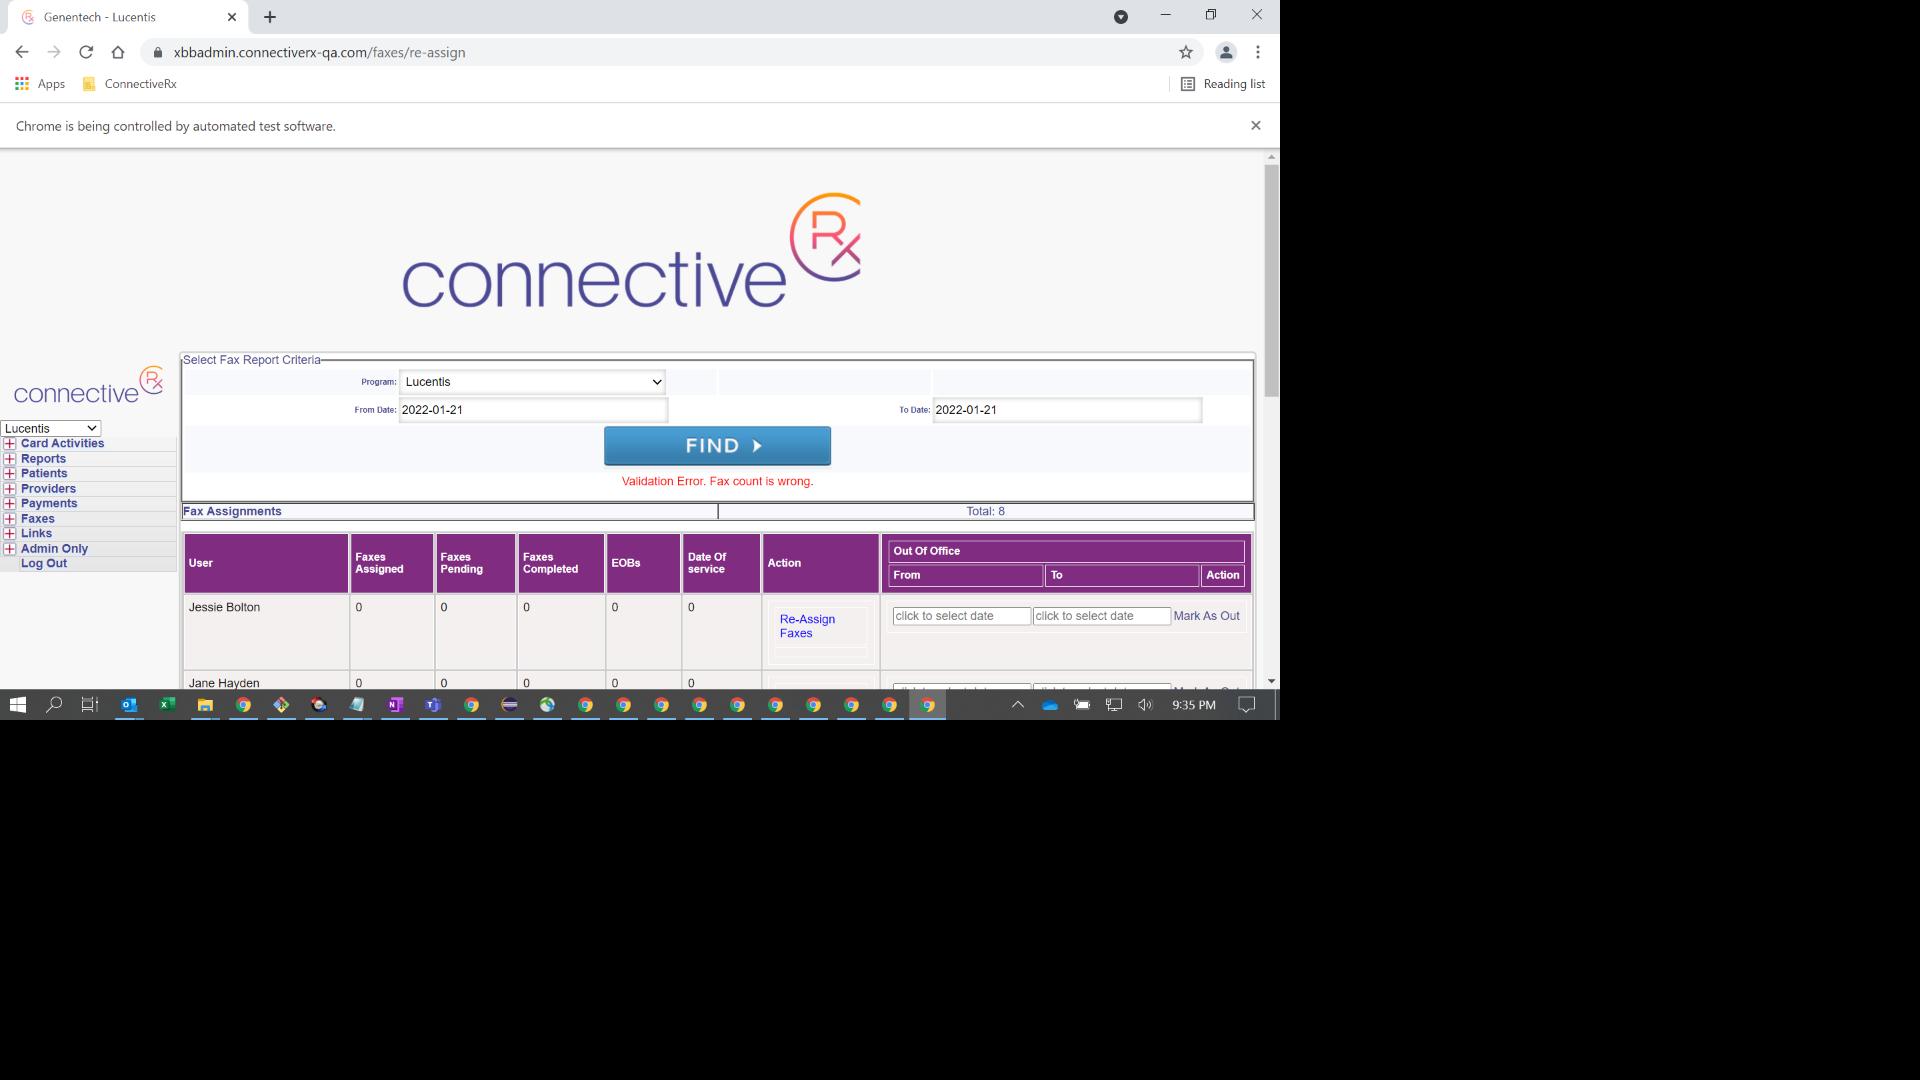 Genentech - Lucentis
xbbadmin.connectiverx-qa.com/faxes/re-assign
Apps
ConnectiveRx
Reading list
Chrome is being controlled by automated test software.
connective Rx
connective Rx
Lucentis
Card Activities
Reports
Patients
Providers
Payments
Faxes
Links
Admin Only
Log Out
Select Fax Report Criteria
Program: Lucentis
From Date: 2022-01-21 To Date: 2022-01-21
FIND
Validation Error. Fax count is wrong.
Fax Assignments Total: 8
User Faxes Assigned Faxes Pending Faxes Completed EOBs Date Of service Action Out Of Office
From To Action
Jessie Bolton 0 0 0 0 0 Re-Assign Faxes click to select date click to select date Mark As Out
Jane Hayden 0 0 0 0 0
9:35 PM